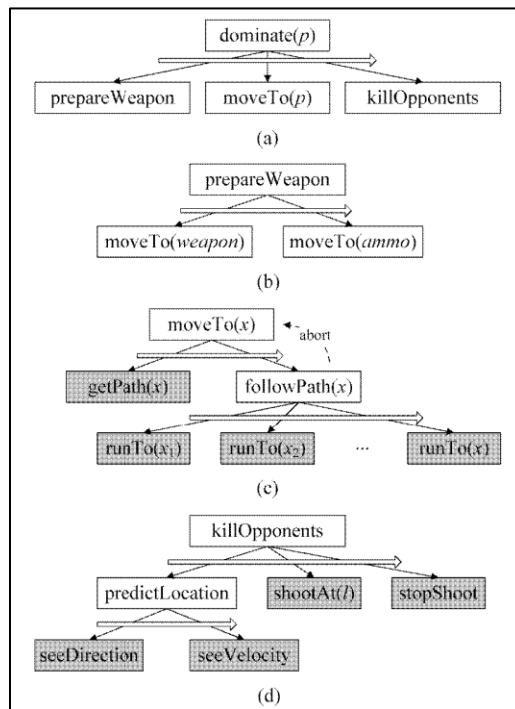 dominate(p)
prepareWeapon moveTo(p) killOpponents
(a)
prepareWeapon
moveTo(weapon) moveTo(ammo)
(b)
moveTo(x) abort
getPath(x) followPath(x)
runTo(x₁) runTo(x₂) ... runTo(x)
(c)
killOpponents
predictLocation shootAt(l) stopShoot
seeDirection seeVelocity
(d)